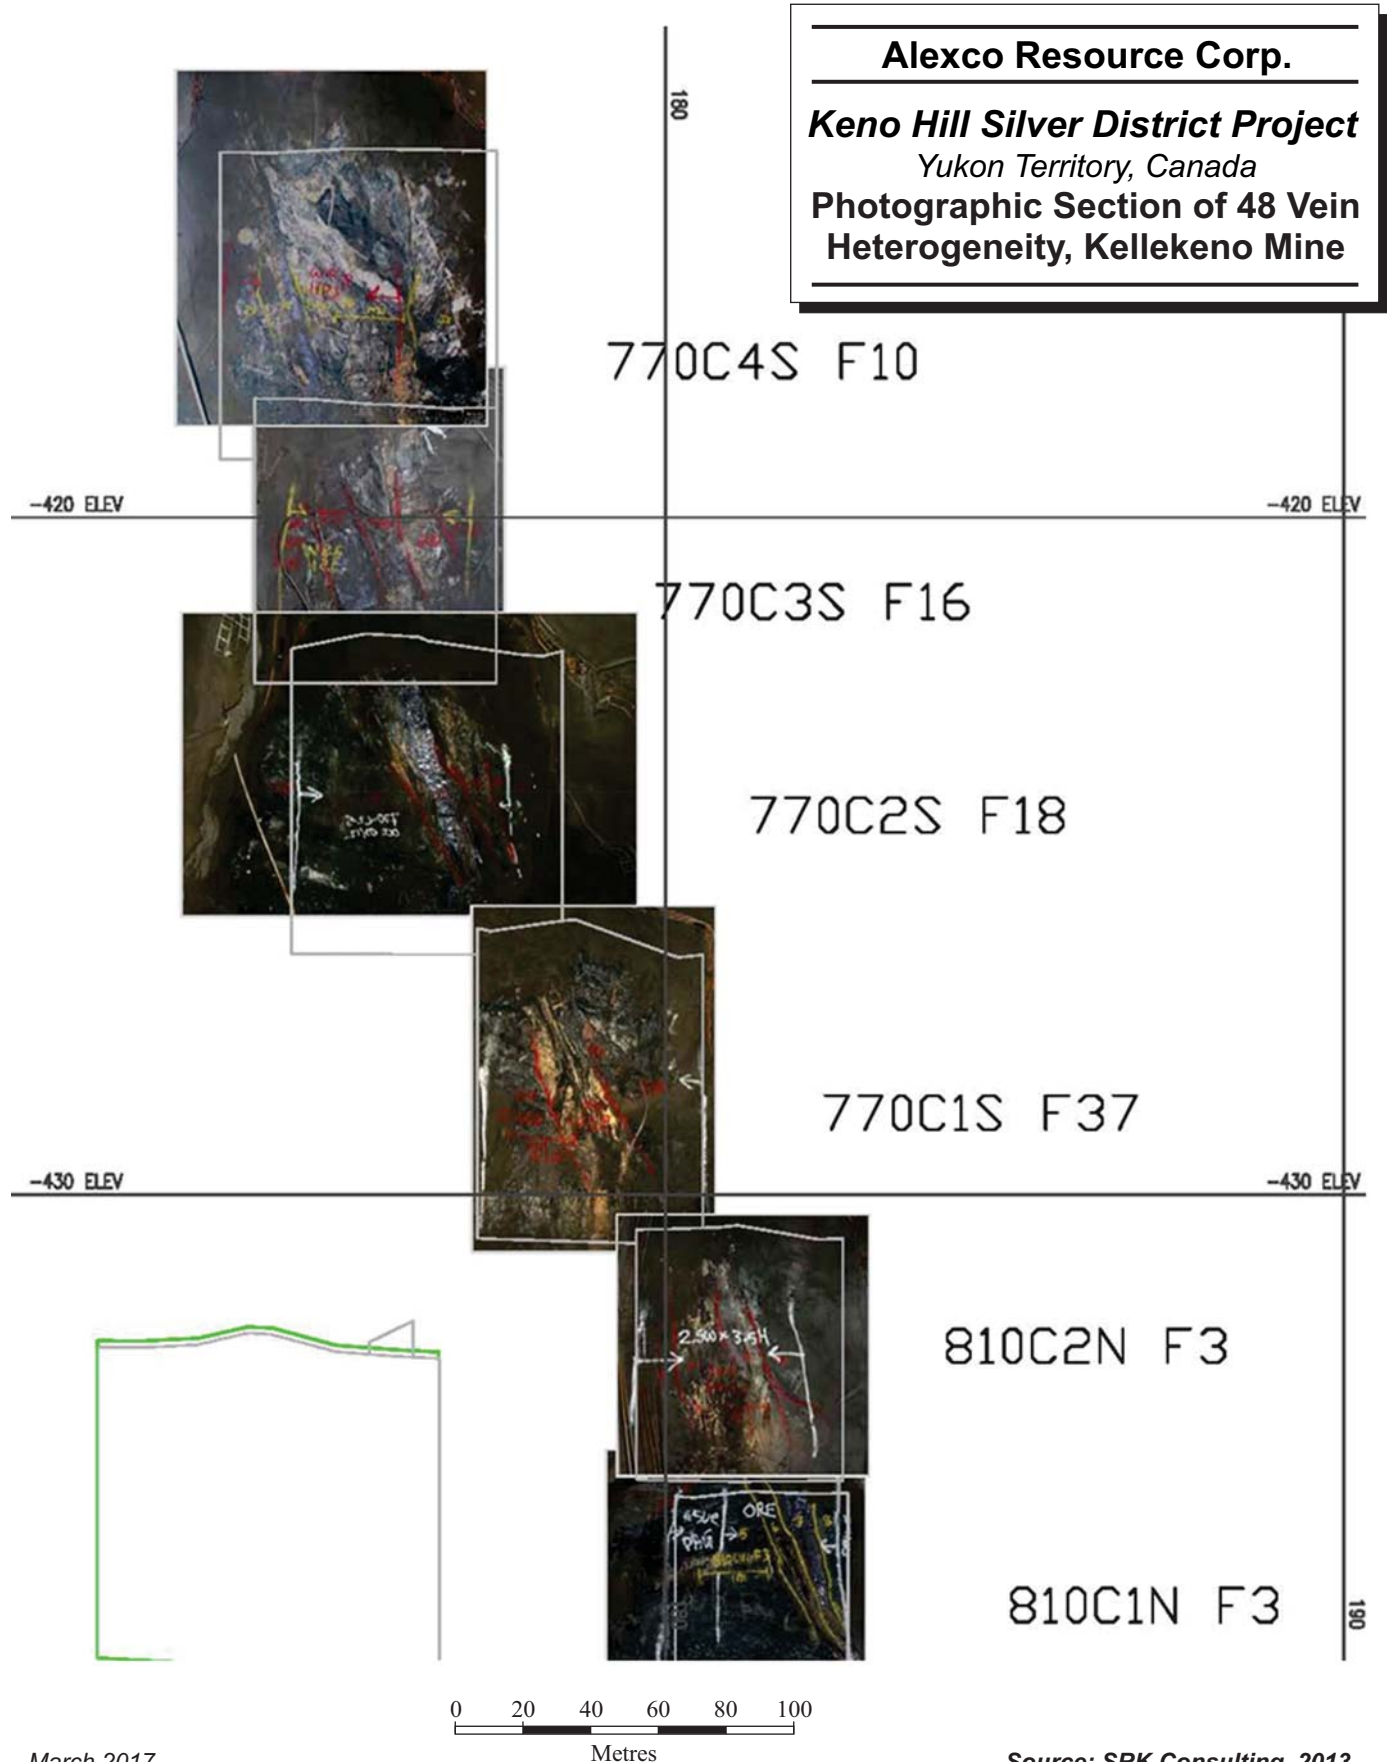 Alexco Resource Corp.
Keno Hill Silver District Project
Yukon Territory, Canada
Photographic Section of 48 Vein
Heterogeneity, Kellekeno Mine
180
770C4S F10
-420 ELEV
-420 ELEV
770C3S F16
770C2S F18
770C1S F37
-430 ELEV
-430 ELEV
2.5W x 3.5H
810C2N F3
ORE
810C1N F3
190
0 20 40 60 80 100
Metres
March 2017
Source: SRK Consulting, 2013